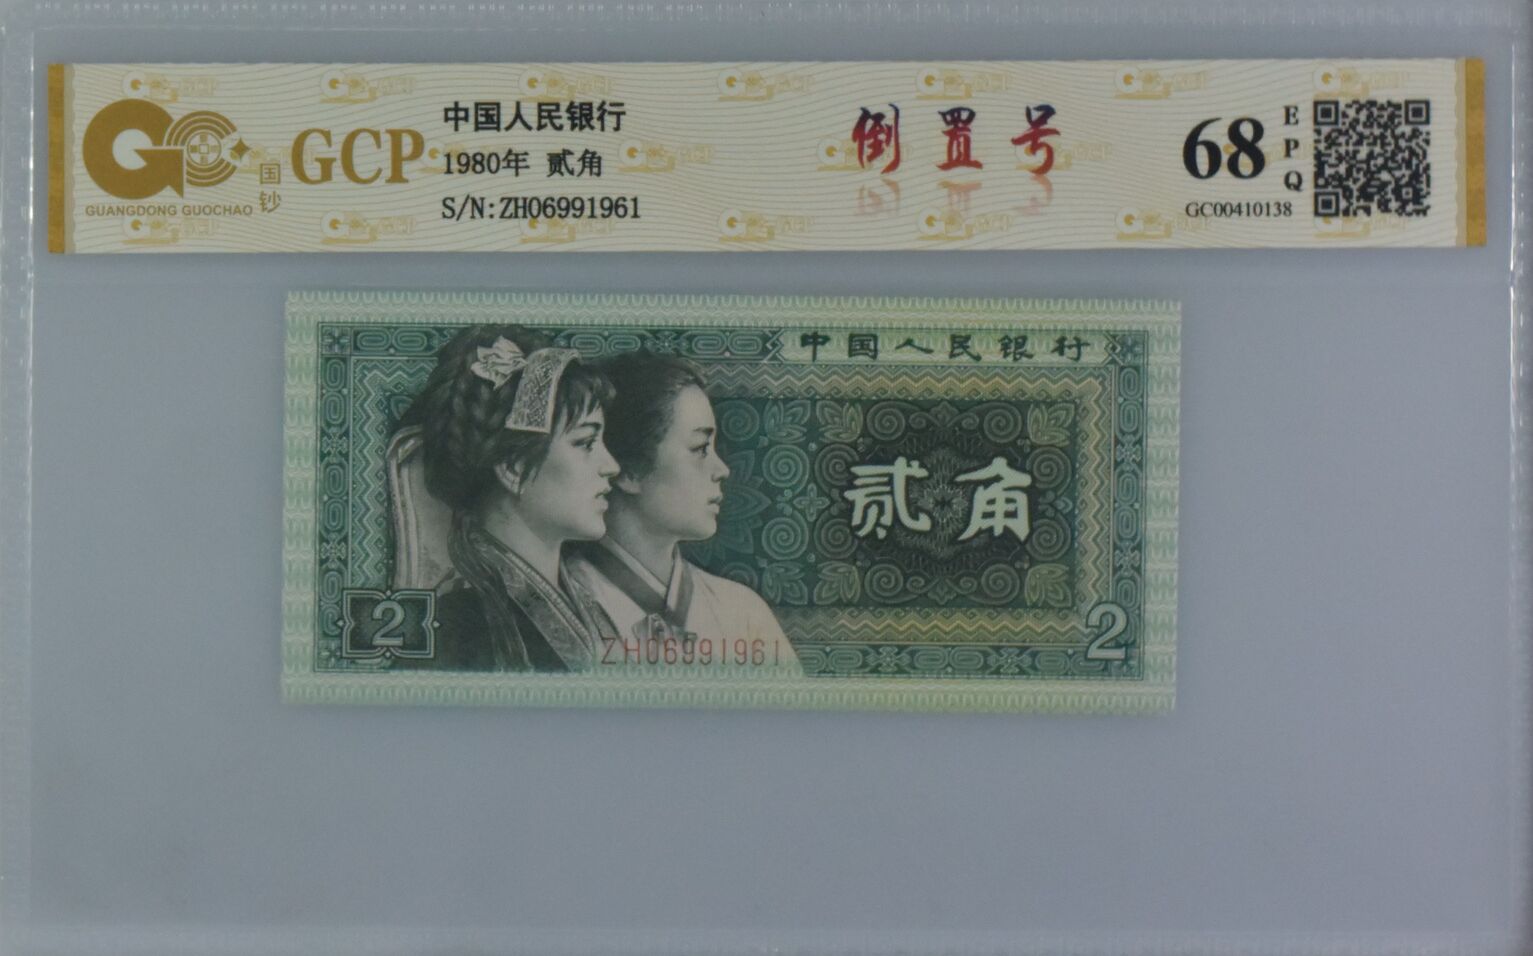 中国人民银行
1980年 贰角
S/N:ZH06991961
GCP
国钞
GUANGDONG GUOCHAO
倒置号
68
EPQ
GC00410138
中国人民银行
贰角
2
2
ZH06991961